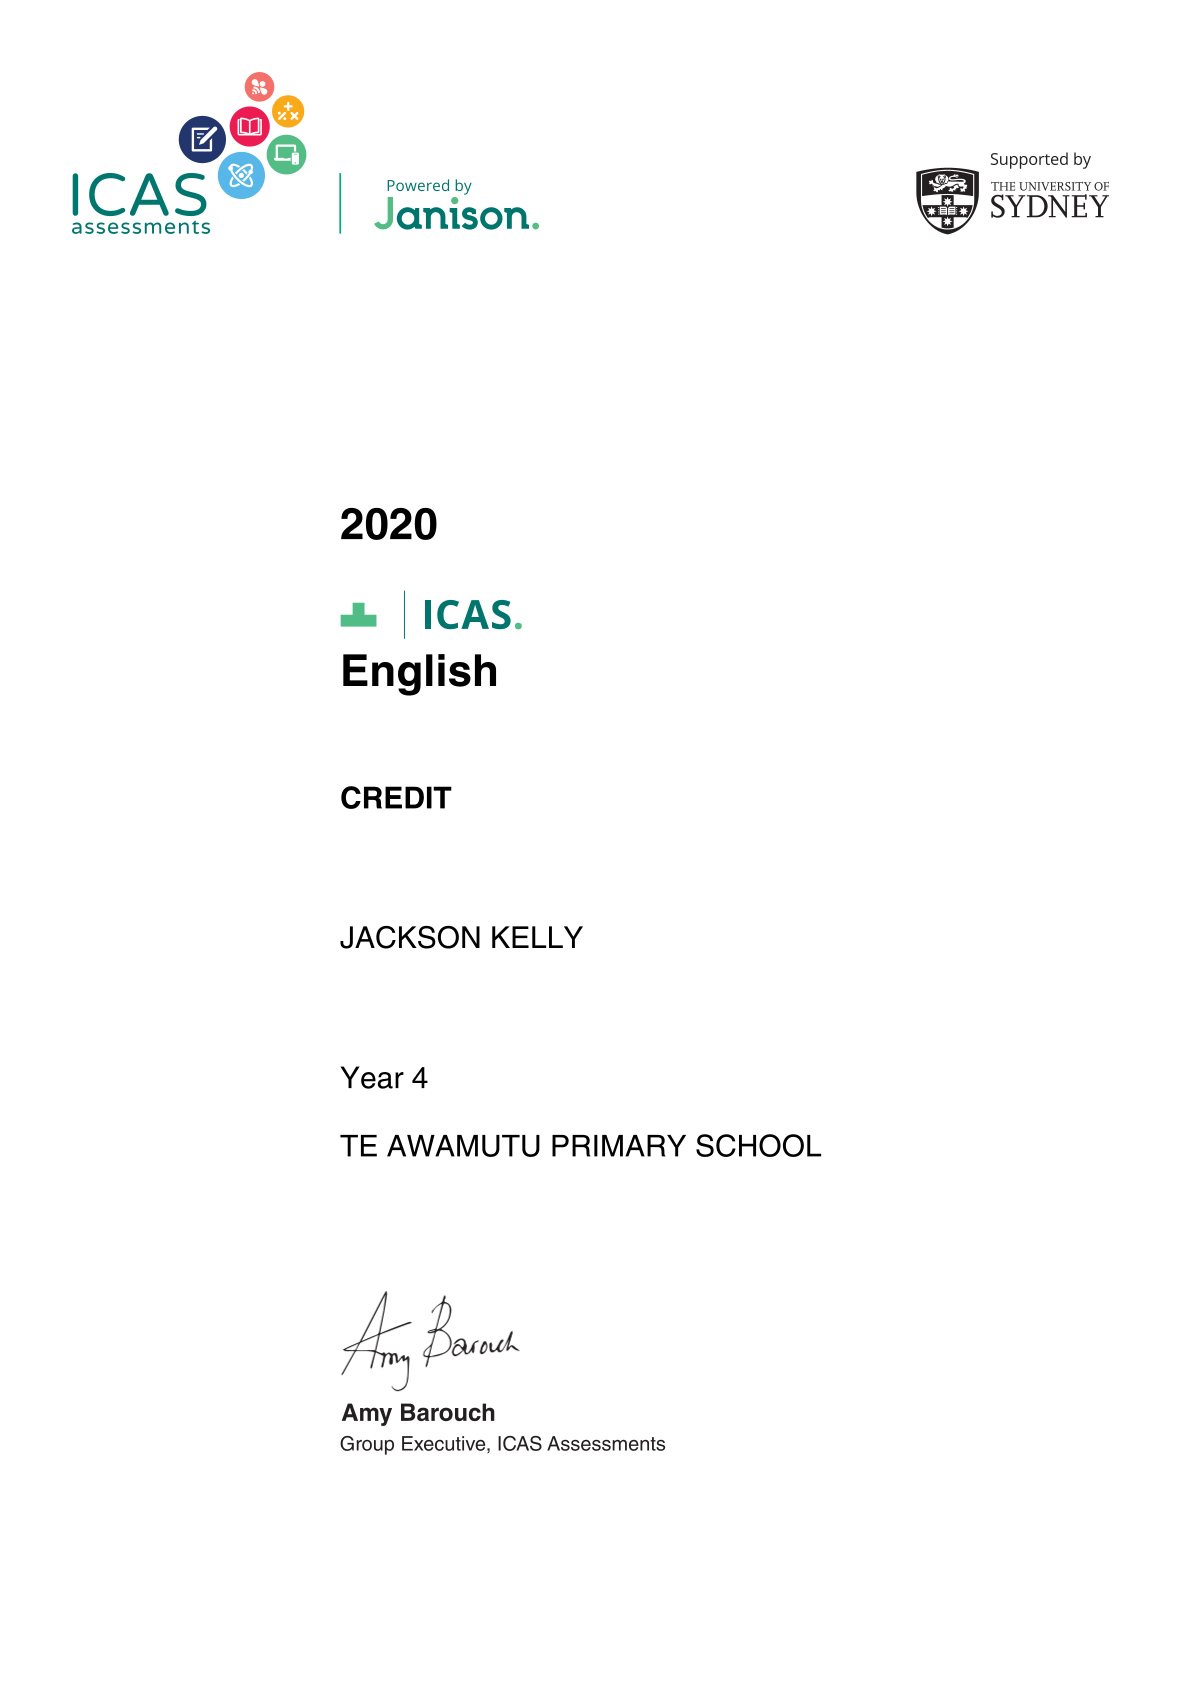 ICAS
assessments
Powered by
Janison.
Supported by
THE UNIVERSITY OF
SYDNEY
2020
ICAS.
English
CREDIT
JACKSON KELLY
Year 4
TE AWAMUTU PRIMARY SCHOOL
Amy Barouch
Amy Barouch
Group Executive, ICAS Assessments